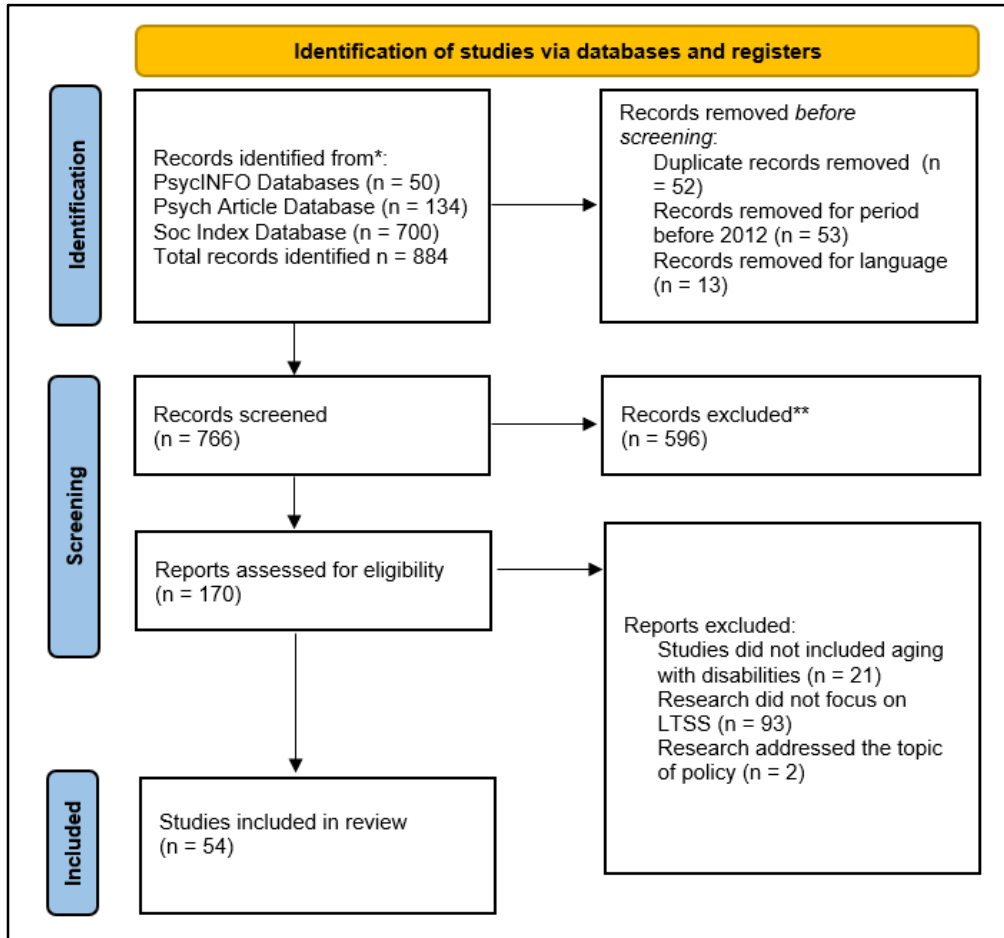 Identification of studies via databases and registers
Identification
Records identified from*:
PsycINFO Databases (n = 50)
Psych Article Database (n = 134)
Soc Index Database (n = 700)
Total records identified n = 884
Records removed before
screening:
Duplicate records removed (n
= 52)
Records removed for period
before 2012 (n = 53)
Records removed for language
(n = 13)
Screening
Records screened
(n = 766)
Records excluded**
(n = 596)
Reports assessed for eligibility
(n = 170)
Reports excluded:
Studies did not included aging
with disabilities (n = 21)
Research did not focus on
LTSS (n = 93)
Research addressed the topic
of policy (n = 2)
Included
Studies included in review
(n = 54)